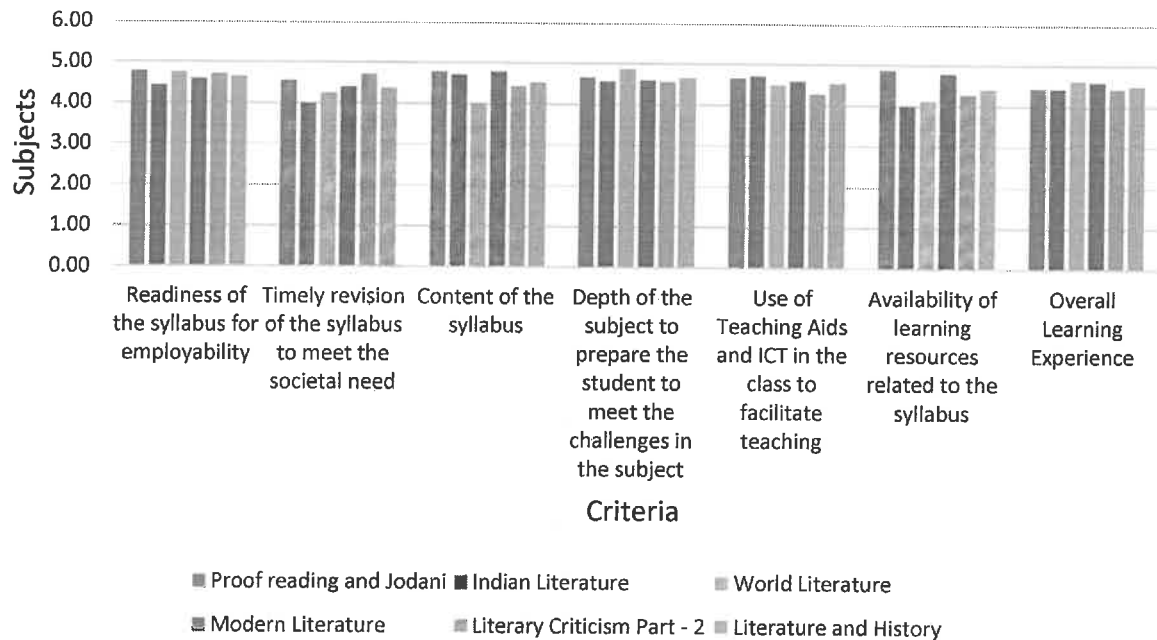 6.00
5.00
4.00
3.00
2.00
1.00
0.00
Subjects
Readiness of
the syllabus for
employability
Timely revision
of the syllabus
to meet the
societal need
Content of the
syllabus
Depth of the
subject to
prepare the
student to
meet the
challenges in
the subject
Use of
Teaching Aids
and ICT in the
class to
facilitate
teaching
Availability of
learning
resources
related to the
syllabus
Overall
Learning
Experience
Criteria
Proof reading and Jodani
Indian Literature
World Literature
Modern Literature
Literary Criticism Part - 2
Literature and History